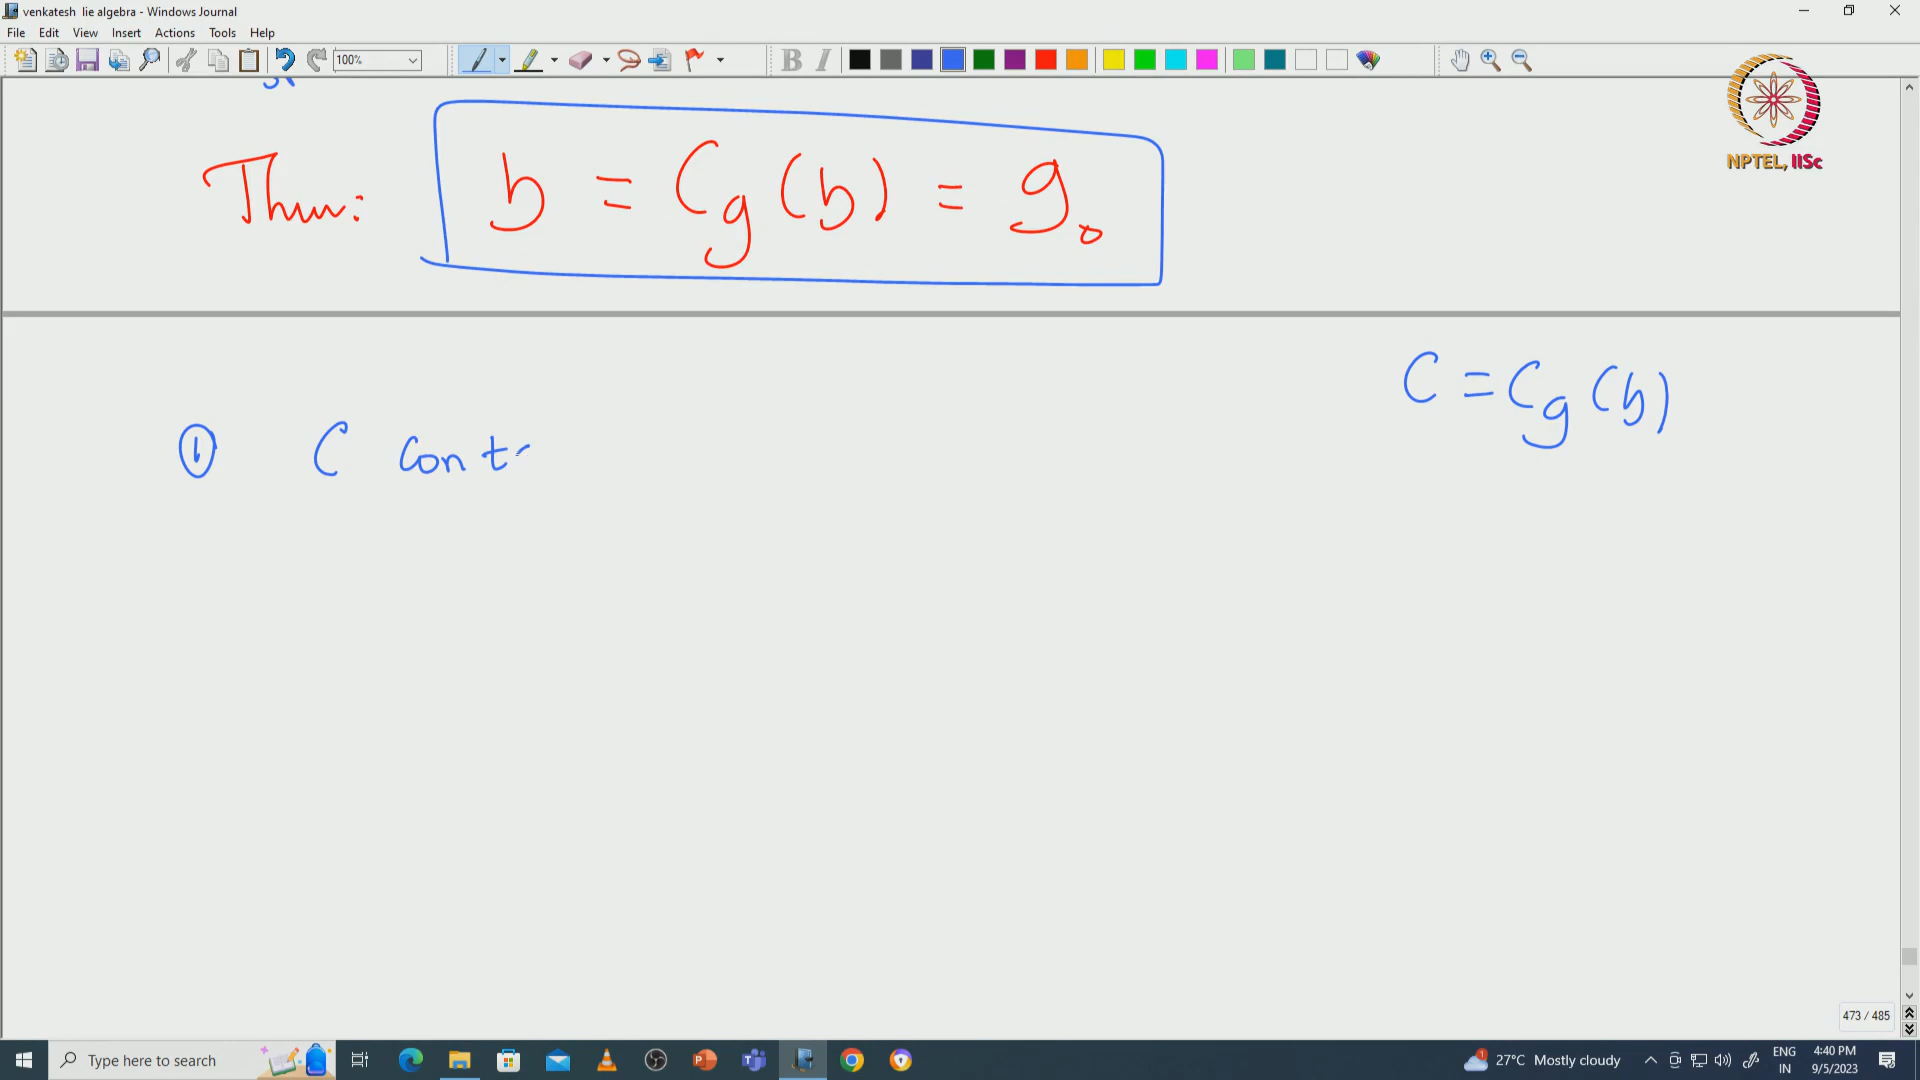 venkatesh lie algebra - Windows Journal
File Edit View Insert Actions Tools Help
100%
B I
NPTEL, IISc
Thm: h = C_g (h) = g_0
C = C_g (h)
① C Cont
473 / 485
Type here to search
27°C Mostly cloudy
ENG
IN
4:40 PM
9/5/2023